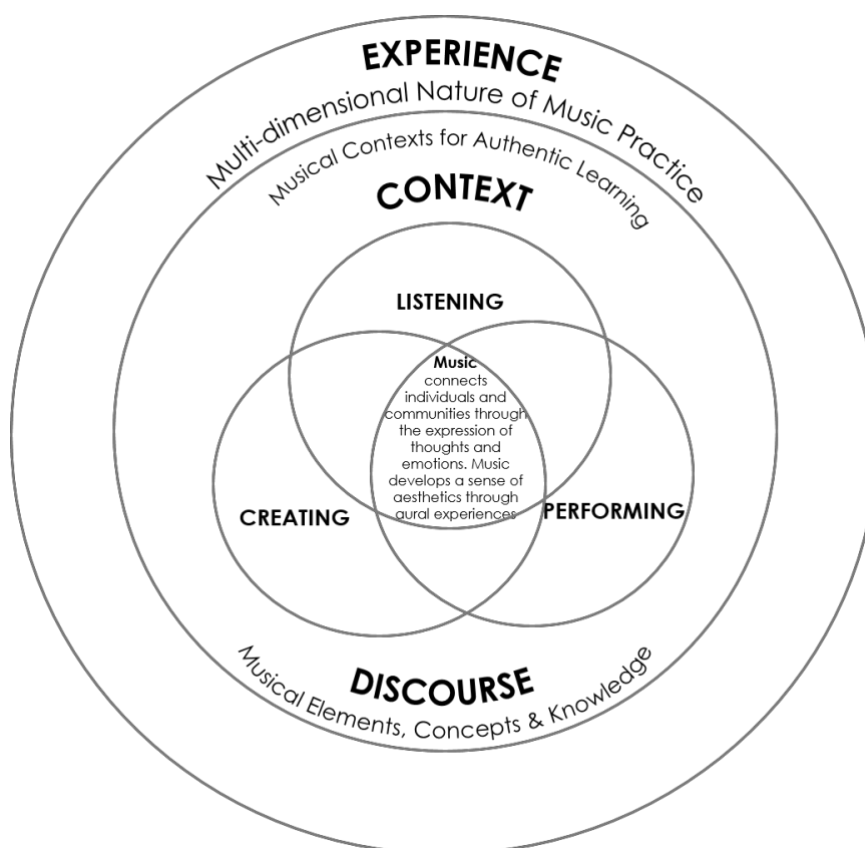 EXPERIENCE
Multi-dimensional Nature of Music Practice
Musical Contexts for Authentic Learning
CONTEXT
LISTENING
Music
connects
individuals and
communities through
the expression of
thoughts and
emotions. Music
develops a sense of
aesthetics through
aural experiences
CREATING
PERFORMING
DISCOURSE
Musical Elements, Concepts & Knowledge